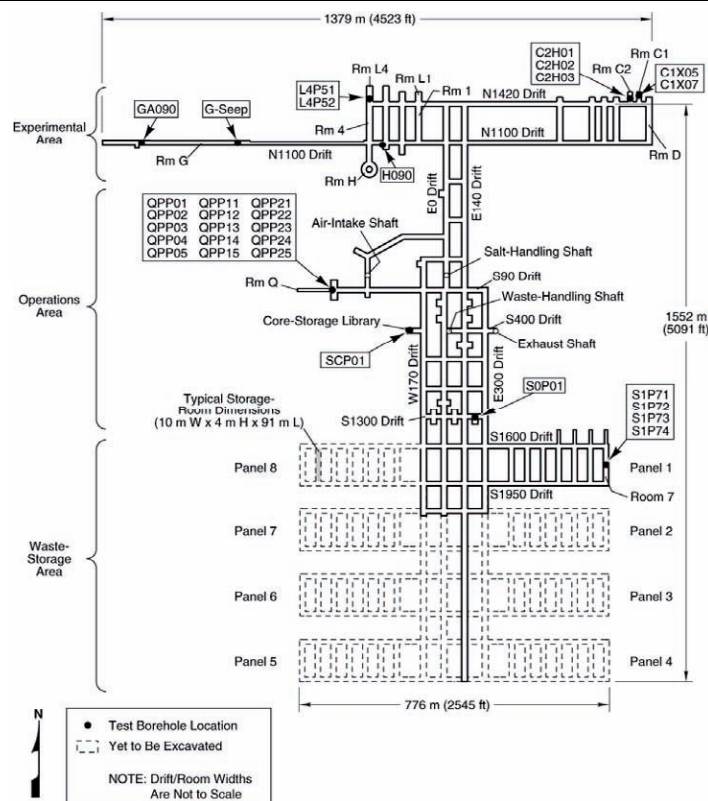 1379 m (4523 ft)
Rm L4
L4P51
L4P52
Rm L1
Rm 1
C2H01
C2H02
C2H03
Rm C2
Rm C1
C1X05
C1X07
N1420 Drift
GA090
G-Seep
Experimental
Area
Rm 4
N1100 Drift
Rm G
N1100 Drift
Rm D
Rm H
H090
E0 Drift
E140 Drift
QPP01 QPP11 QPP21
QPP02 QPP12 QPP22
QPP03 QPP13 QPP23
QPP04 QPP14 QPP24
QPP05 QPP15 QPP25
Air-Intake Shaft
Salt-Handling Shaft
Rm Q
S90 Drift
Operations
Area
Waste-Handling Shaft
Core-Storage Library
S400 Drift
1552 m
(5091 ft)
Exhaust Shaft
SCP01
W170 Drift
E300 Drift
S0P01
Typical Storage-
Room Dimensions
(10 m W x 4 m H x 91 m L)
S1300 Drift
S1P71
S1P72
S1P73
S1P74
S1600 Drift
Panel 8
Panel 1
Room 7
S1950 Drift
Panel 7
Panel 2
Waste-
Storage
Area
Panel 6
Panel 3
Panel 5
Panel 4
776 m (2545 ft)
N
Test Borehole Location
Yet to Be Excavated
NOTE: Drift/Room Widths
Are Not to Scale